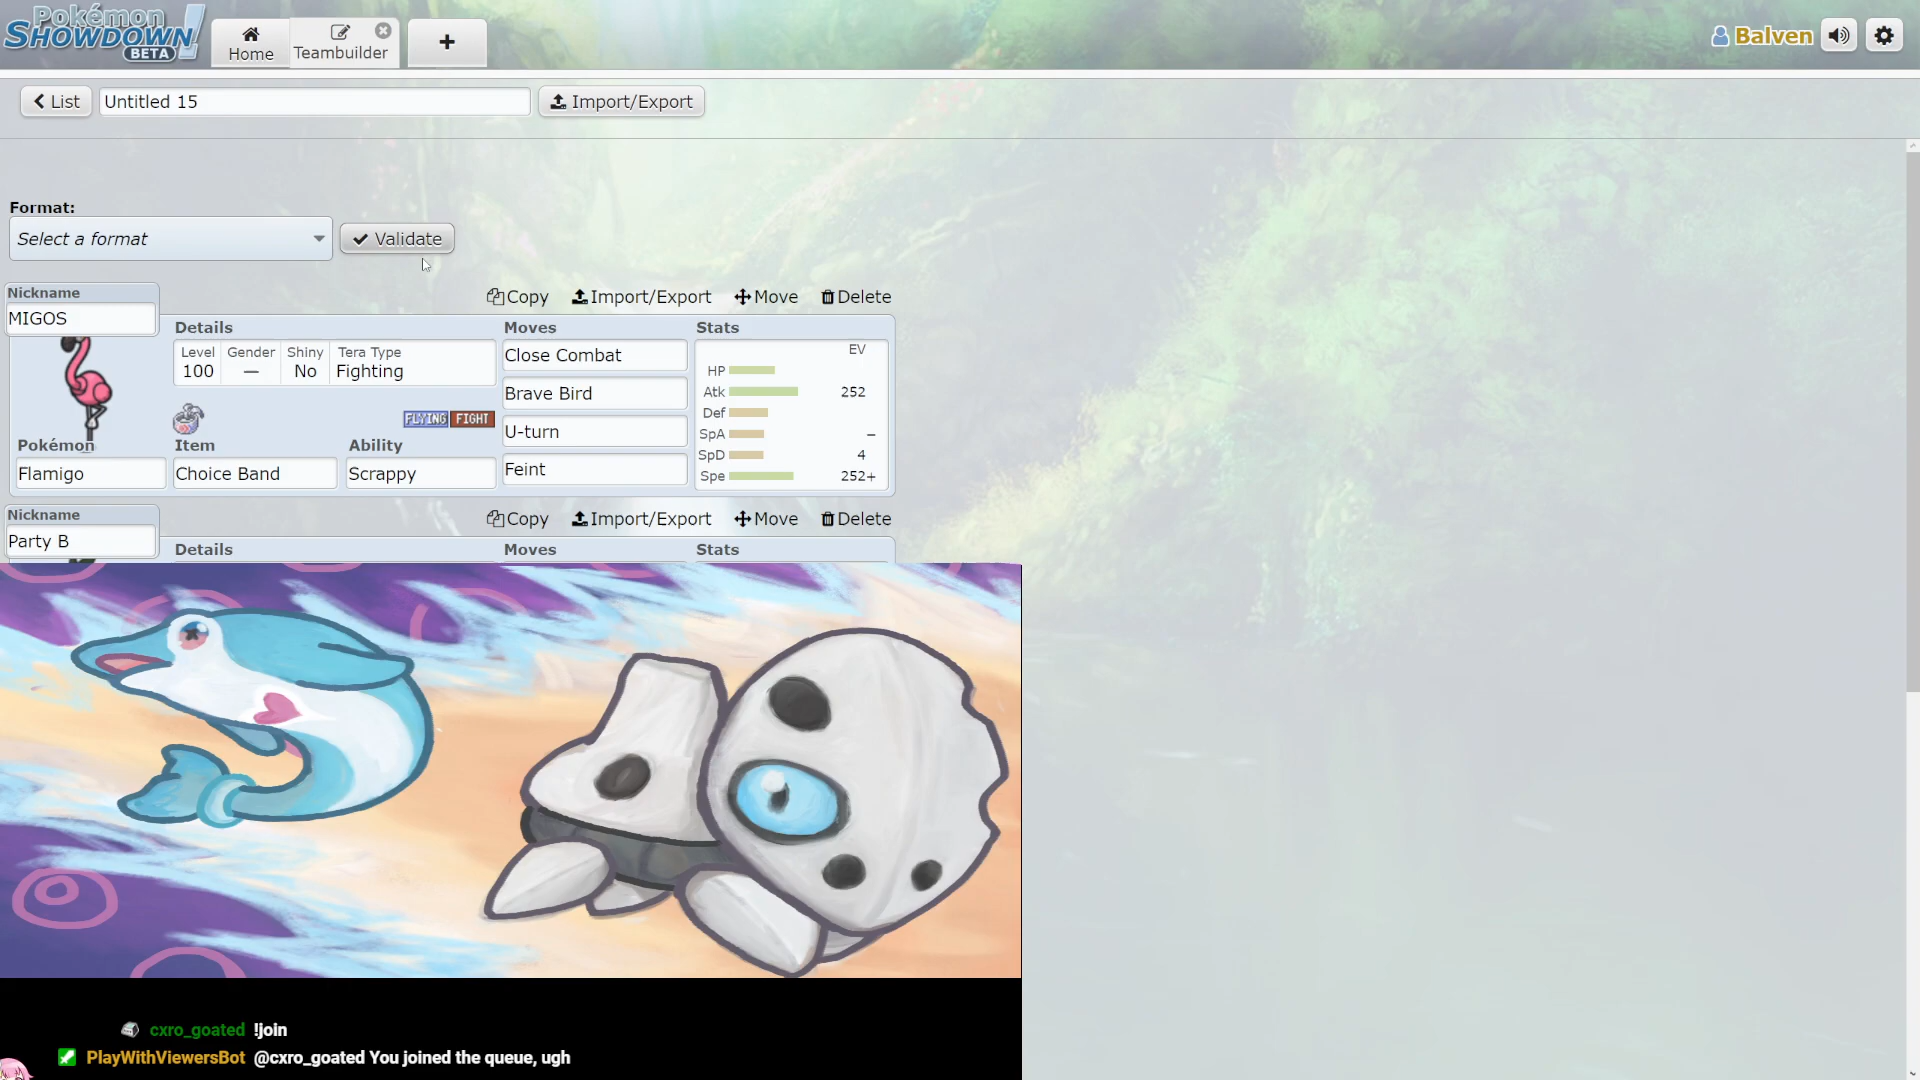 Pokémon
SHOWDOWN!
BETA
Home
Teambuilder
+
Balven
List
Untitled 15
Import/Export
Format:
Select a format
Validate
Nickname
MIGOS
Copy
Import/Export
Move
Delete
Details
Moves
Stats
Level
100
Gender
—
Shiny
No
Tera Type
Fighting
FLYING
FIGHT
Pokémon
Flamigo
Item
Choice Band
Ability
Scrappy
Close Combat
Brave Bird
U-turn
Feint
EV
HP
Atk 252
Def
SpA –
SpD 4
Spe 252+
Nickname
Party B
Copy
Import/Export
Move
Delete
Details
Moves
Stats
cxro_goated !join
PlayWithViewersBot @cxro_goated You joined the queue, ugh